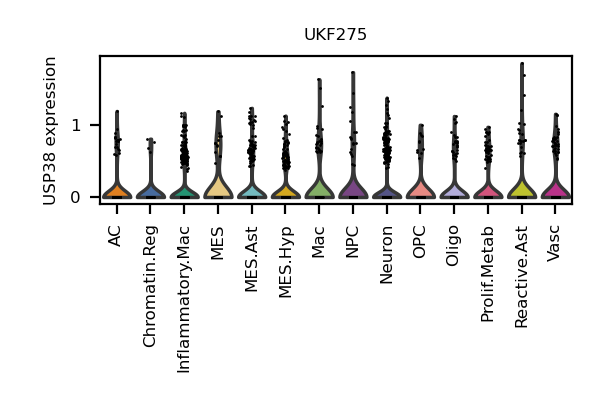 UKF275
USP38 expression
1
0
AC
Chromatin.Reg
Inflammatory.Mac
MES
MES.Ast
MES.Hyp
Mac
NPC
Neuron
OPC
Oligo
Prolif.Metab
Reactive.Ast
Vasc